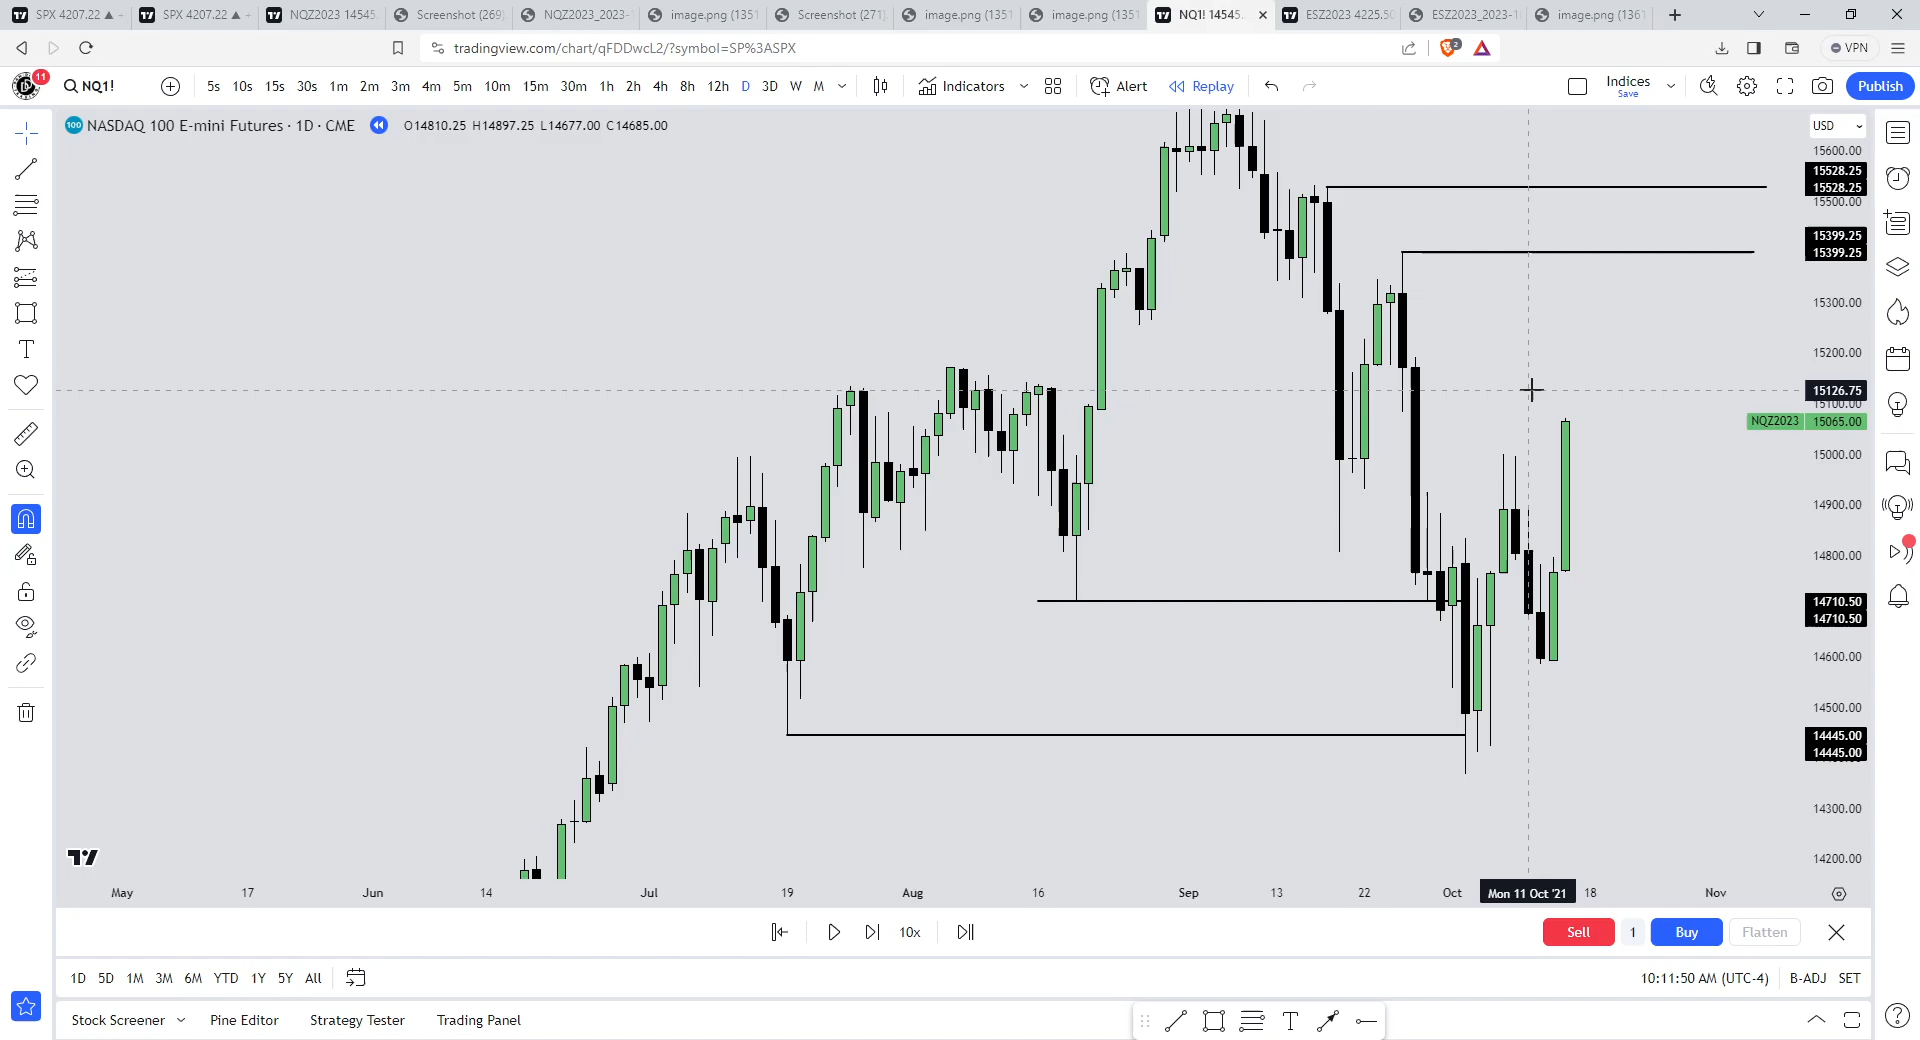 SPX 4207.22 ▲ +
SPX 4207.22 ▲ +
NQZ2023 14545.
Screenshot (269)
NQZ2023_2023-1
image.png (1351
Screenshot (271)
image.png (1351
image.png (1351
NQ1! 14545.
ESZ2023 4225.50
ESZ2023_2023-1
image.png (1361
tradingview.com/chart/qFDDwcL2/?symbol=SP%3ASPX
2
VPN
11
NQ1!
5s 10s 15s 30s 1m 2m 3m 4m 5m 10m 15m 30m 1h 2h 4h 8h 12h D 3D W M
Indicators
Alert
Replay
Indices
Save
Publish
100 NASDAQ 100 E-mini Futures · 1D · CME
O14810.25 H14897.25 L14677.00 C14685.00
USD
15600.00
15528.25
15528.25
15500.00
15399.25
15399.25
15300.00
15200.00
15126.75
15100.00
NQZ2023 15065.00
15000.00
14900.00
14800.00
14710.50
14710.50
14600.00
14500.00
14445.00
14445.00
14300.00
14200.00
May 17 Jun 14 Jul 19 Aug 16 Sep 13 22 Oct Mon 11 Oct '21 18 Nov
10x
Sell 1 Buy Flatten
1D 5D 1M 3M 6M YTD 1Y 5Y All
10:11:50 AM (UTC-4) B-ADJ SET
Stock Screener Pine Editor Strategy Tester Trading Panel